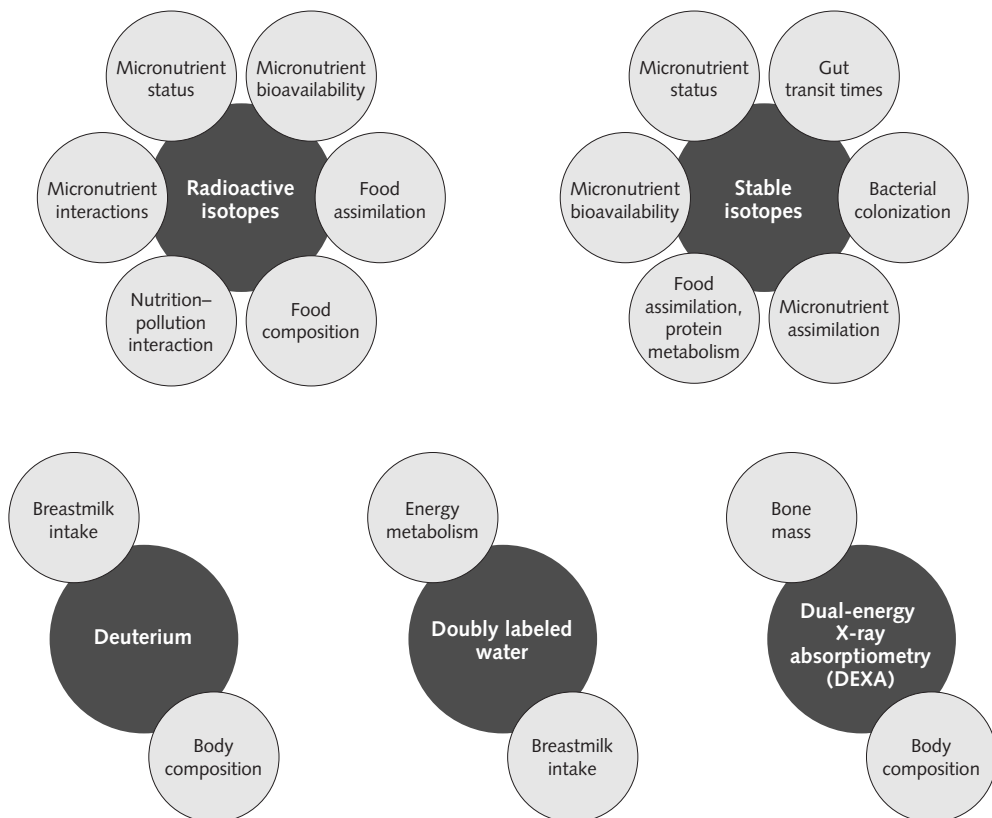 Micronutrient
status
Micronutrient
bioavailability
Micronutrient
interactions
Radioactive
isotopes
Food
assimilation
Nutrition–
pollution
interaction
Food
composition
Micronutrient
status
Gut
transit times
Micronutrient
bioavailability
Stable
isotopes
Bacterial
colonization
Food
assimilation,
protein
metabolism
Micronutrient
assimilation
Breastmilk
intake
Deuterium
Body
composition
Energy
metabolism
Doubly labeled
water
Breastmilk
intake
Bone
mass
Dual-energy
X-ray
absorptiometry
(DEXA)
Body
composition